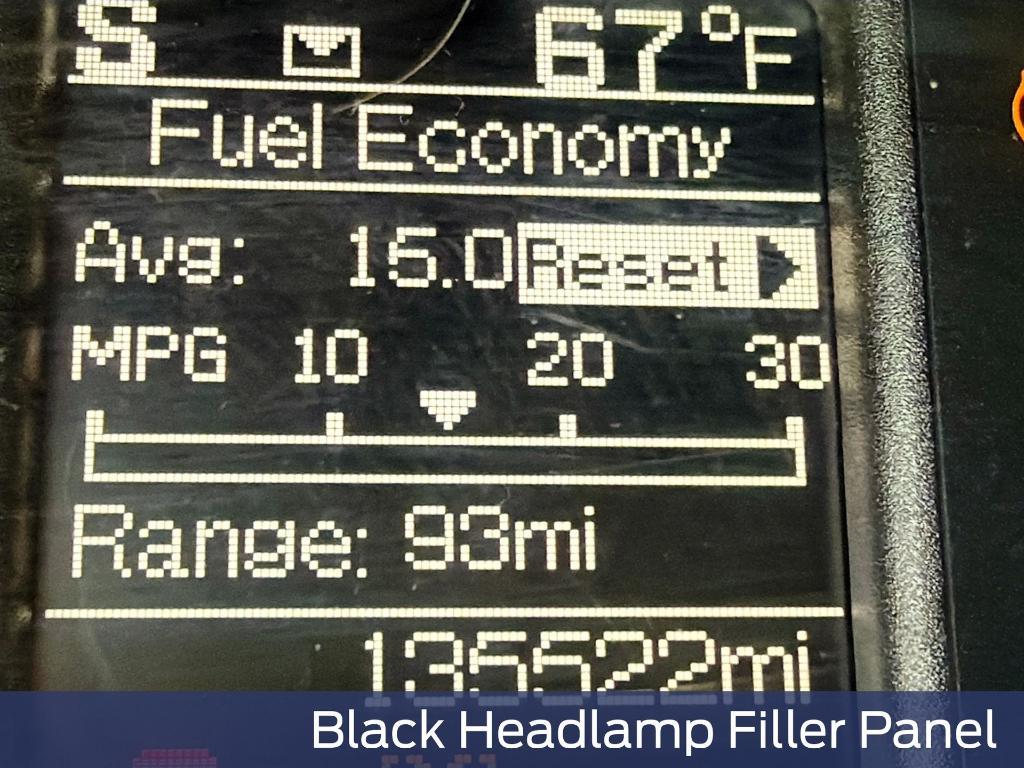 S 67°F
Fuel Economy
Avg: 16.0 Reset
MPG 10 20 30
Range: 93mi
135522mi
Black Headlamp Filler Panel